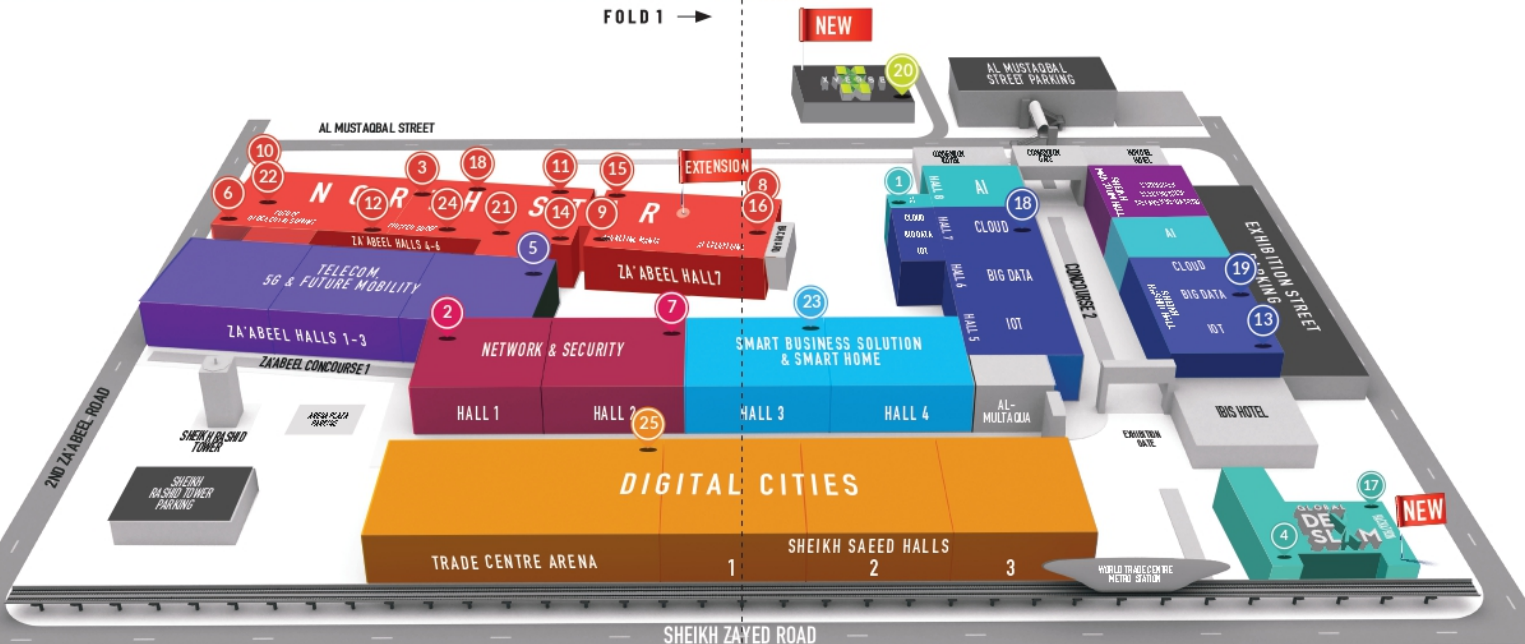 FOLD 1
NEW
20
AL MUSTAQBAL
STREET PARKING
AL MUSTAQBAL STREET
10
22
6
3
18
11
15
EXTENSION
8
16
12
24
21
14
9
NORTH STAR
ZA'ABEEL HALLS 4-6
ZA'ABEEL HALL7
5
TELECOM,
5G & FUTURE MOBILITY
ZA'ABEEL HALLS 1-3
ZA'ABEEL CONCOURSE 1
2ND ZA'ABEEL ROAD
SHEIKH RASHID
TOWER
ARENA PLAZA
PARKING
SHEIKH
RASHID TOWER
PARKING
2
7
NETWORK & SECURITY
HALL 1
HALL 2
23
SMART BUSINESS SOLUTION
& SMART HOME
HALL 3
HALL 4
AL-
MULTAQUA
1
HALL 8
AI
18
CLOUD
BIG DATA
IOT
HALL 7
HALL 6
HALL 5
CLOUD
BIG DATA
IOT
CONCOURSE 2
AI
CLOUD
BIG DATA
IOT
19
13
EXHIBITION STREET
PARKING
IBIS HOTEL
EXHIBITION
GATE
25
DIGITAL CITIES
TRADE CENTRE ARENA
SHEIKH SAEED HALLS
1
2
3
WORLD TRADE CENTRE
METRO STATION
17
NEW
4
GLOBAL
DEV
SLAM
SHEIKH ZAYED ROAD